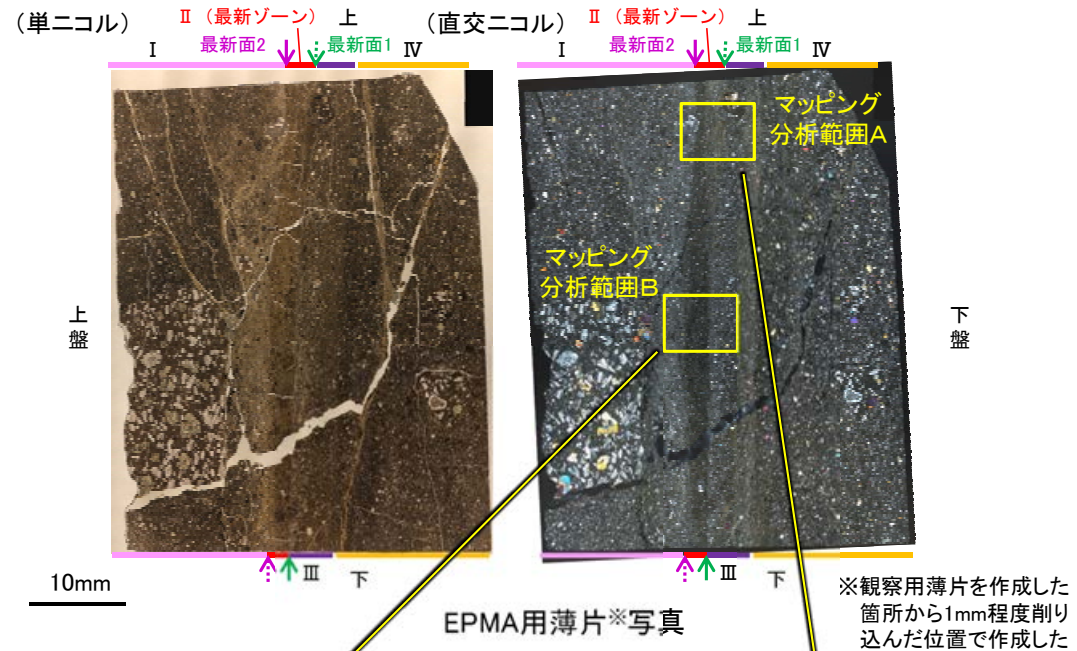 (単ニコル)
Ⅱ(最新ゾーン)
上
Ⅰ
最新面2
最新面1
Ⅳ
(直交ニコル)
Ⅱ(最新ゾーン)
上
Ⅰ
最新面2
最新面1
Ⅳ
マッピング
分析範囲A
マッピング
分析範囲B
上盤
下盤
Ⅲ
下
Ⅲ
下
10mm
EPMA用薄片※写真
※観察用薄片を作成した
箇所から1mm程度削り
込んだ位置で作成した